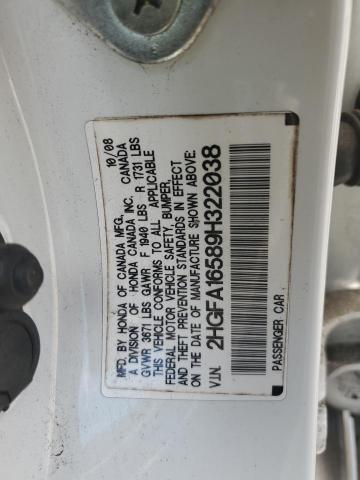 MFD. BY HONDA OF CANADA MFG., 10/08
A DIVISION OF HONDA CANADA INC. CANADA
GVWR 3671 LBS GAWR F 1940 LBS R 1731 LBS
THIS VEHICLE CONFORMS TO ALL APPLICABLE
FEDERAL MOTOR VEHICLE SAFETY, BUMPER,
AND THEFT PREVENTION STANDARDS IN EFFECT
ON THE DATE OF MANUFACTURE SHOWN ABOVE.
V.I.N. 2HGFA16589H322038
PASSENGER CAR